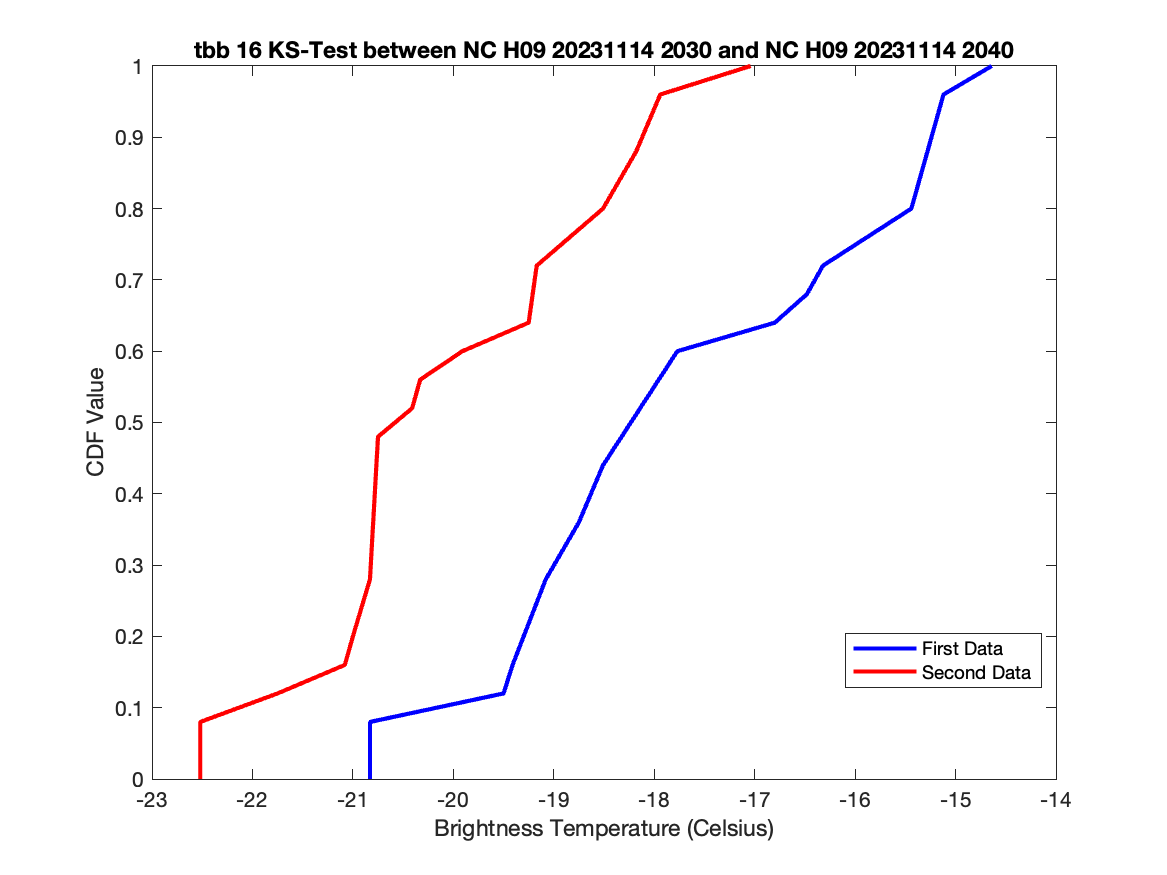 tbb 16 KS-Test between NC H09 20231114 2030 and NC H09 20231114 2040
1
0.9
0.8
0.7
0.6
0.5
0.4
0.3
0.2
0.1
0
CDF Value
First Data
Second Data
-23 -22 -21 -20 -19 -18 -17 -16 -15 -14
Brightness Temperature (Celsius)